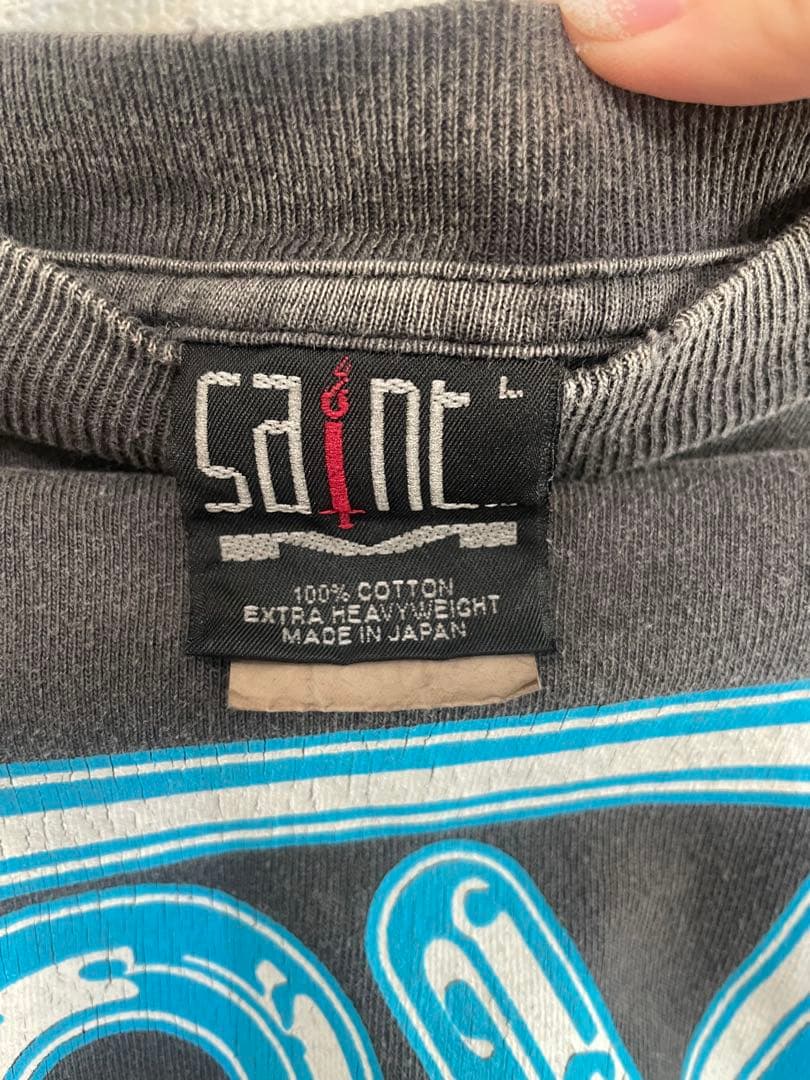 saint
L
100% COTTON
EXTRA HEAVYWEIGHT
MADE IN JAPAN